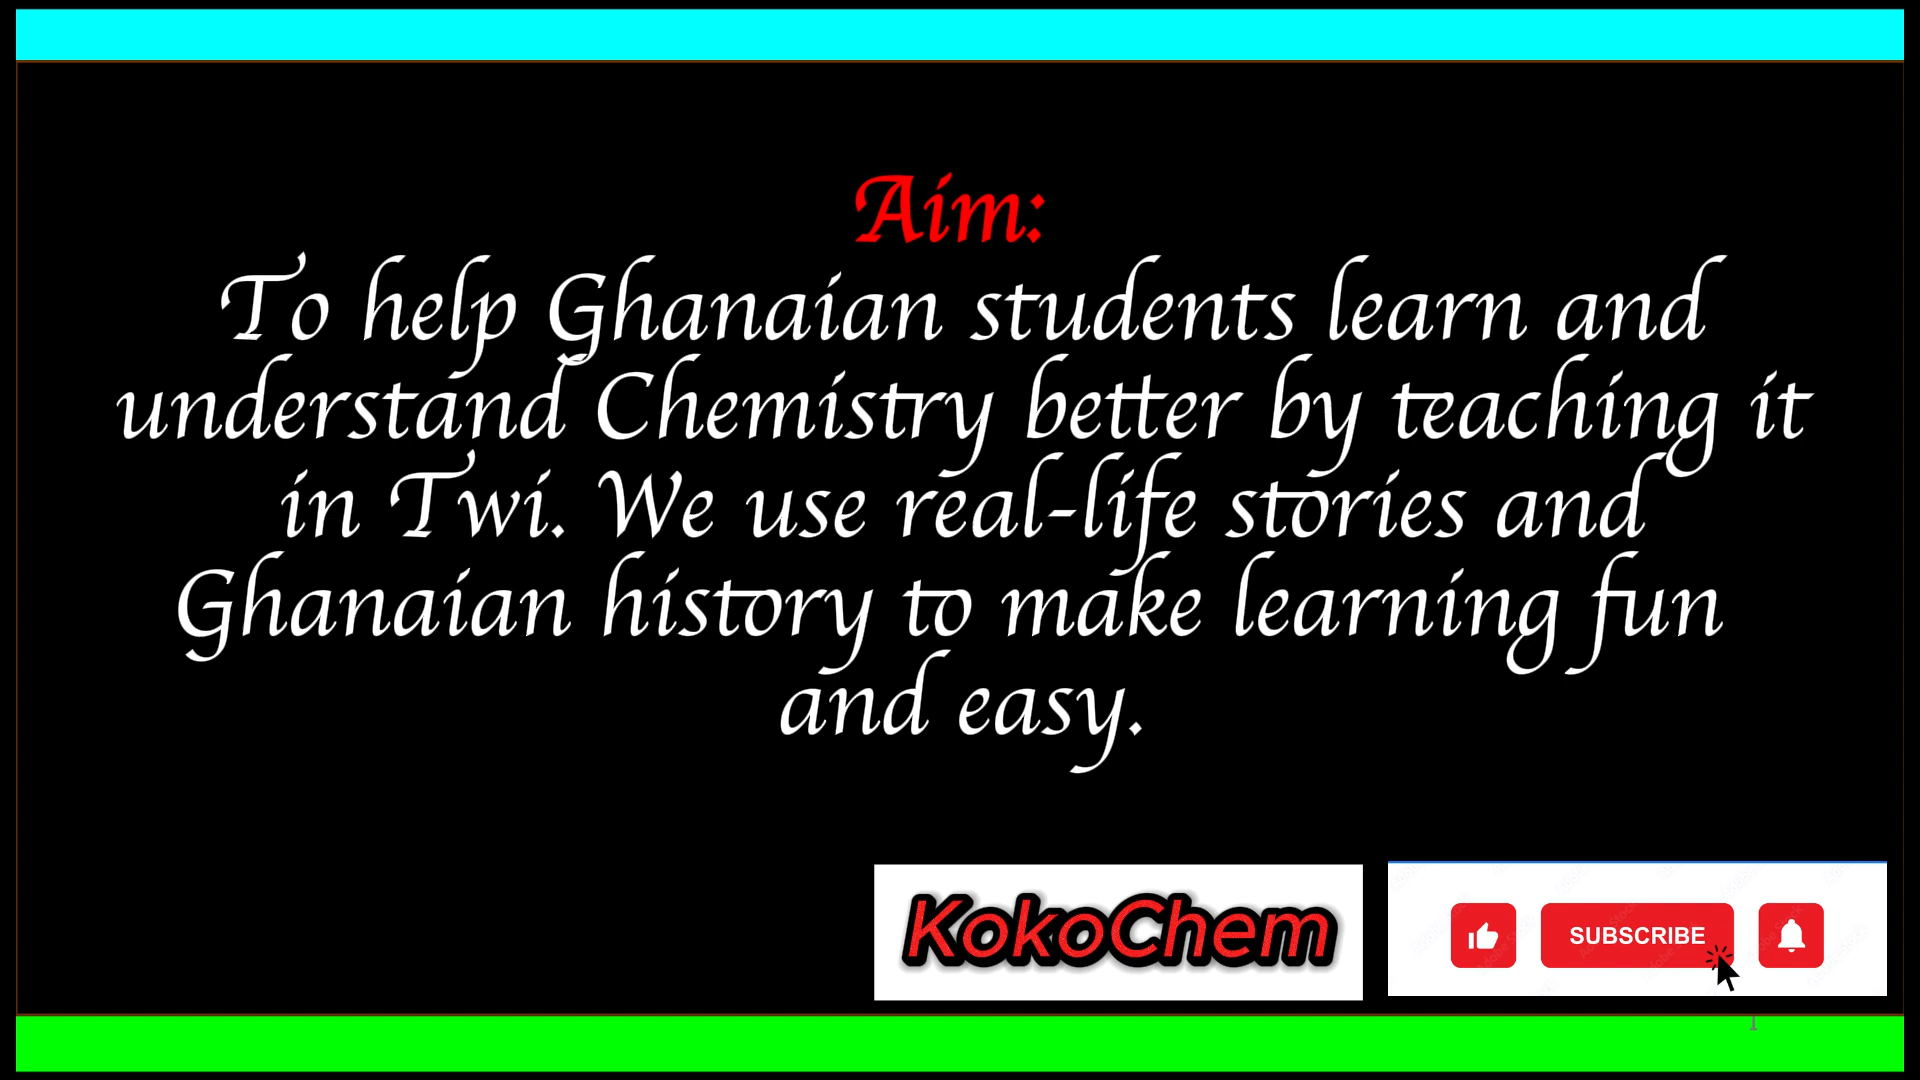 Aim:
To help Ghanaian students learn and
understand Chemistry better by teaching it
in Twi. We use real-life stories and
Ghanaian history to make learning fun
and easy.
KokoChem
SUBSCRIBE